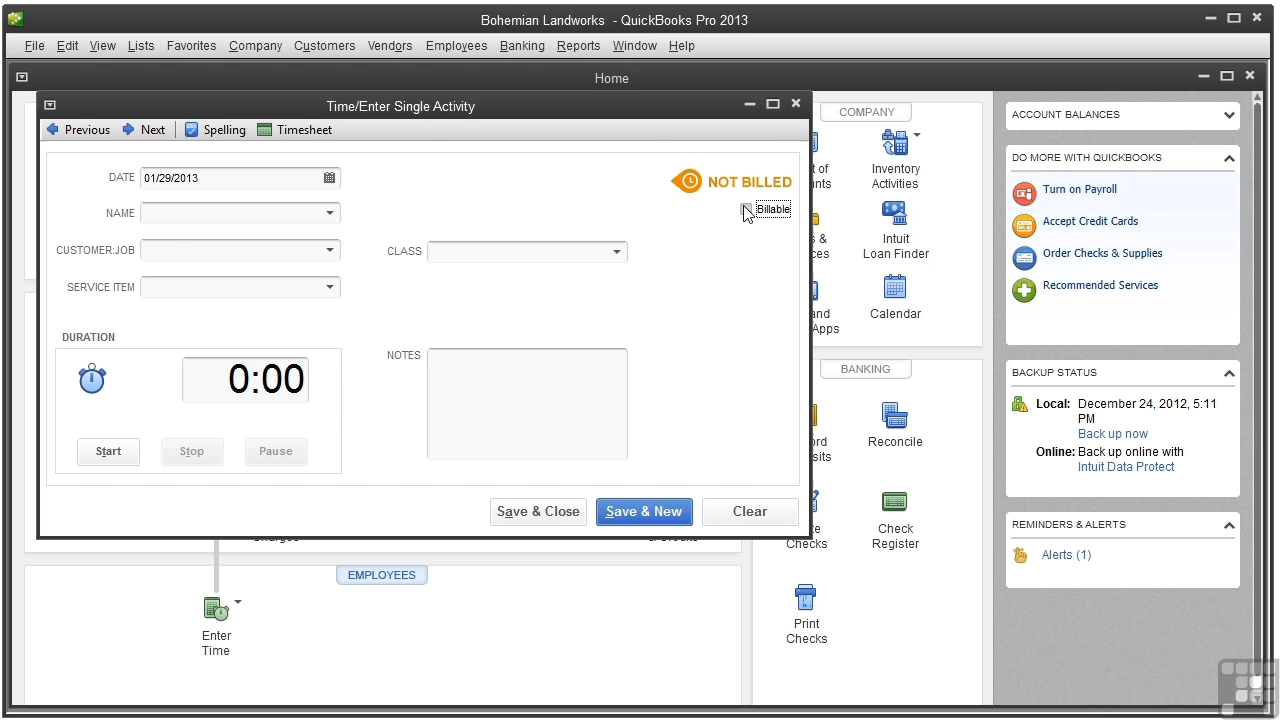 Bohemian Landworks - QuickBooks Pro 2013
File Edit View Lists Favorites Company Customers Vendors Employees Banking Reports Window Help
Home
Time/Enter Single Activity
Previous Next Spelling Timesheet
DATE 01/29/2013
NOT BILLED
Billable
NAME
CUSTOMER:JOB
CLASS
SERVICE ITEM
DURATION
0:00
NOTES
Start Stop Pause
Save & Close Save & New Clear
EMPLOYEES
Enter
Time
COMPANY
Inventory
Activities
Intuit
Loan Finder
Calendar
BANKING
Reconcile
Check
Register
Checks
Print
Checks
ACCOUNT BALANCES
DO MORE WITH QUICKBOOKS
Turn on Payroll
Accept Credit Cards
Order Checks & Supplies
Recommended Services
BACKUP STATUS
Local: December 24, 2012, 5:11
PM
Back up now
Online: Back up online with
Intuit Data Protect
REMINDERS & ALERTS
Alerts (1)